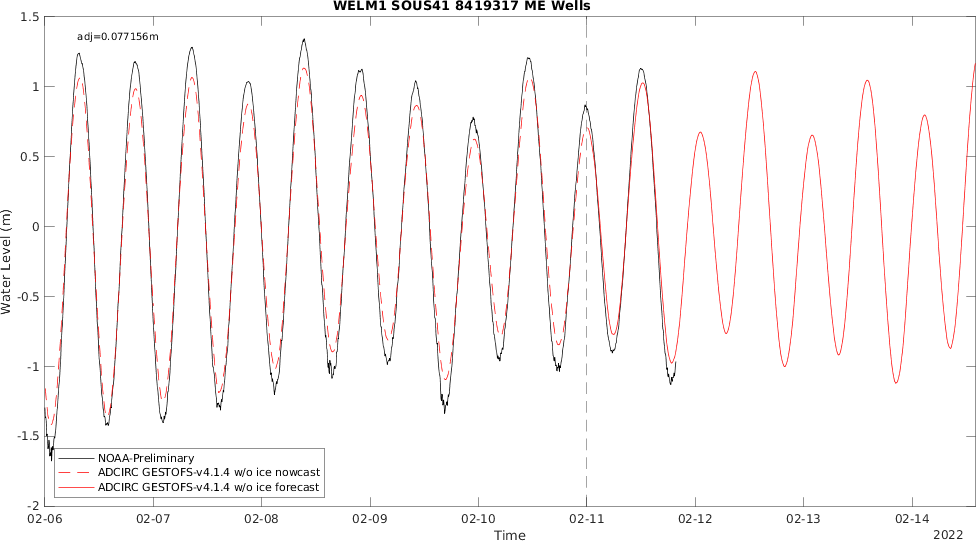 WELM1 SOUS41 8419317 ME Wells
adj=0.077156m
1.5
1
0.5
0
-0.5
-1
-1.5
-2
Water Level (m)
NOAA-Preliminary
ADCIRC GESTOFS-v4.1.4 w/o ice nowcast
ADCIRC GESTOFS-v4.1.4 w/o ice forecast
02-06 02-07 02-08 02-09 02-10 02-11 02-12 02-13 02-14
Time
2022